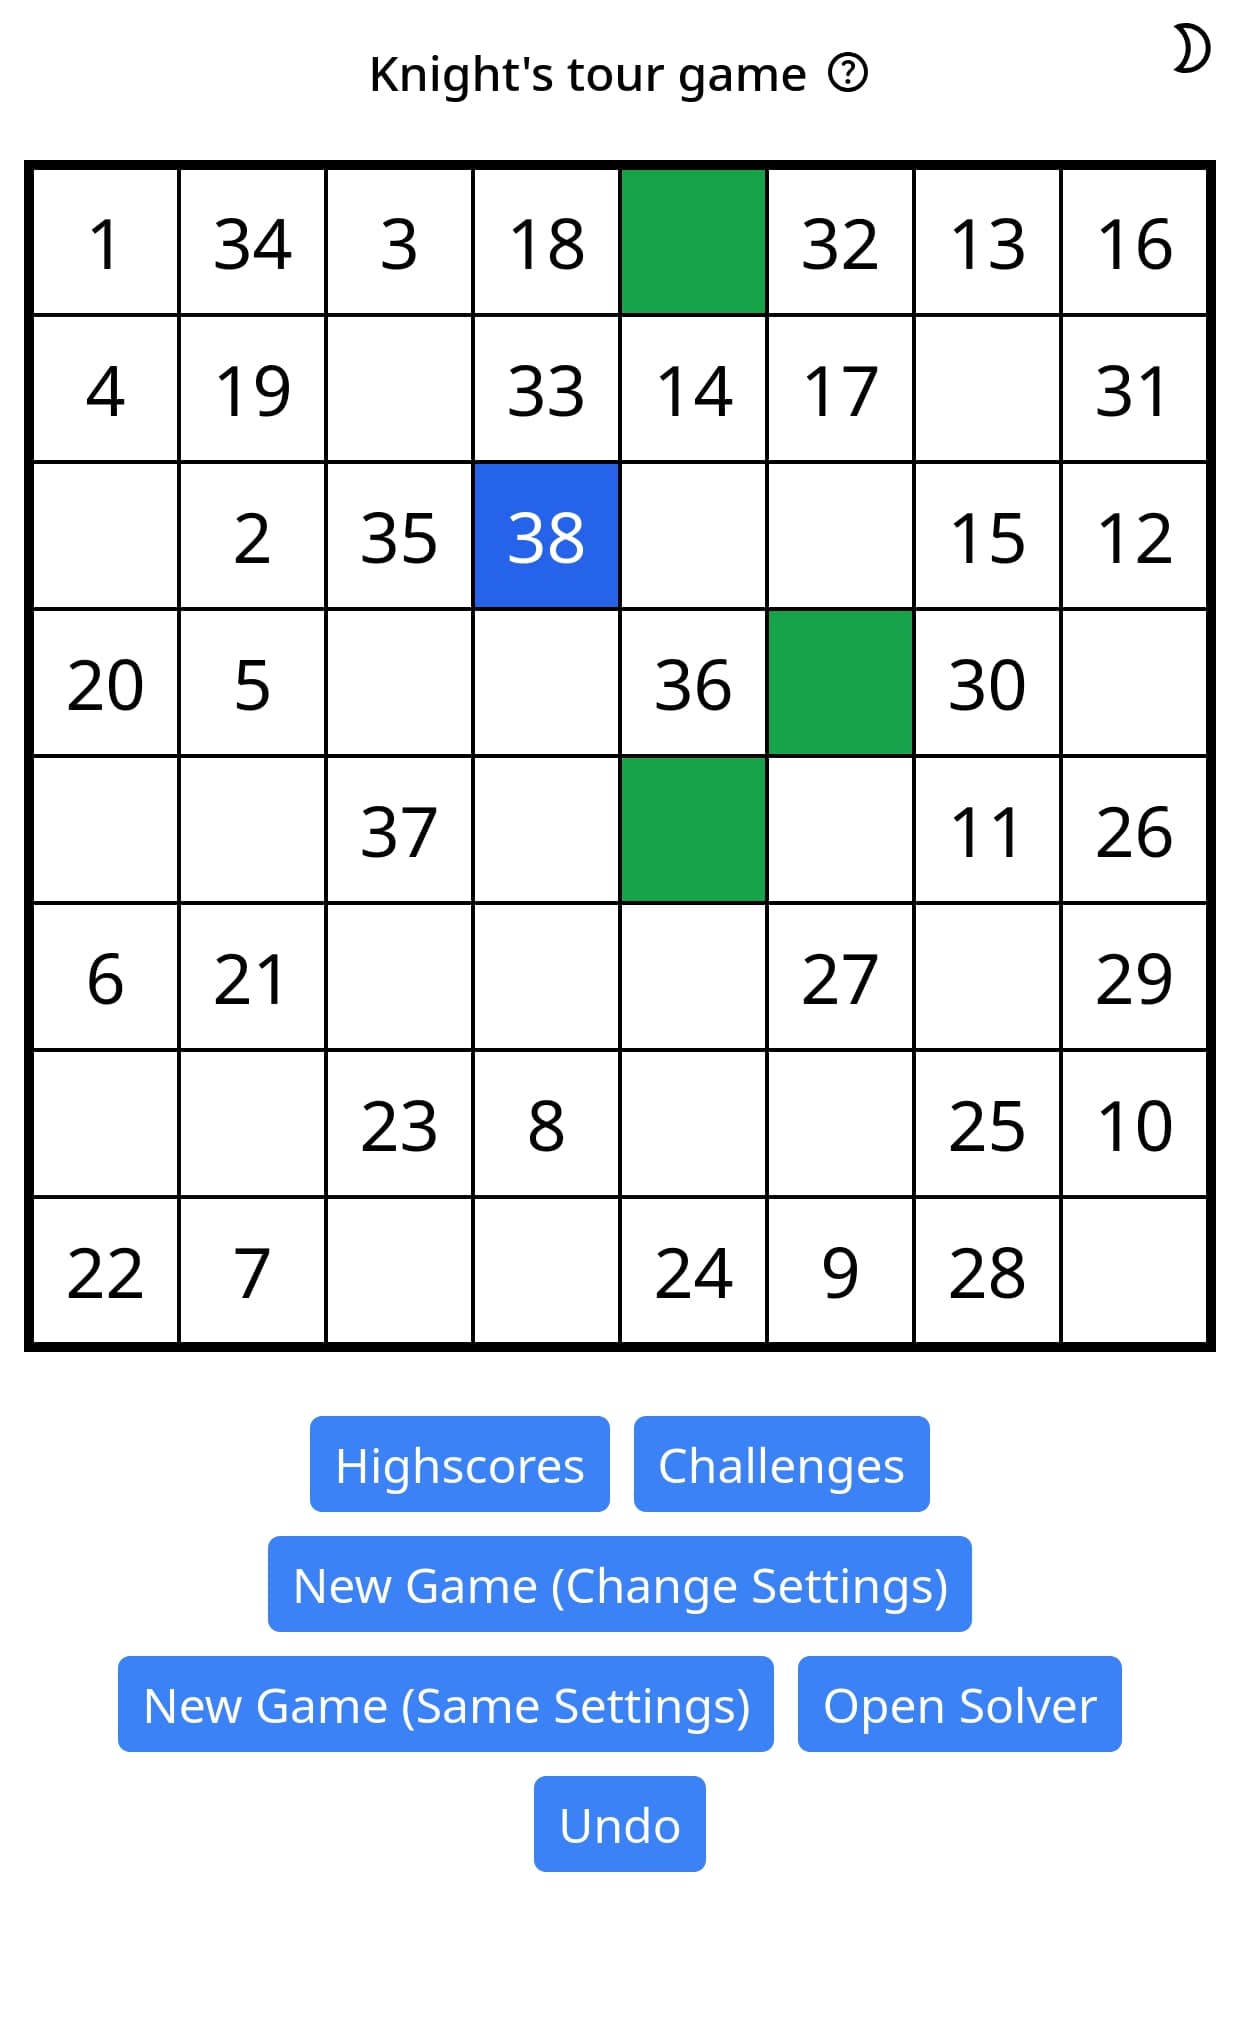 Knight's tour game ?
1 34 3 18 32 13 16
4 19 33 14 17 31
2 35 38 15 12
20 5 36 30
37 11 26
6 21 27 29
23 8 25 10
22 7 24 9 28
Highscores Challenges
New Game (Change Settings)
New Game (Same Settings) Open Solver
Undo